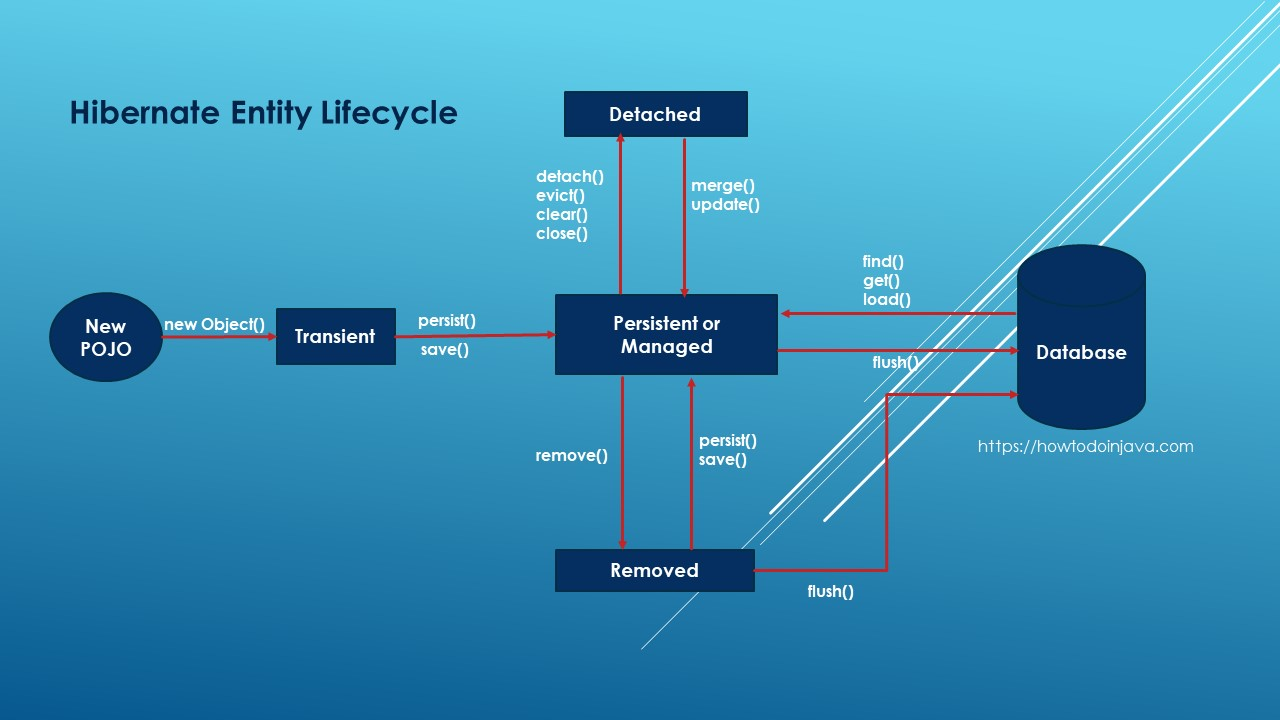 Hibernate Entity Lifecycle
Detached
detach()
evict()
clear()
close()
merge()
update()
find()
get()
load()
New
POJO
new Object()
Transient
persist()
save()
Persistent or
Managed
flush()
Database
https://howtodoinjava.com
remove()
persist()
save()
Removed
flush()